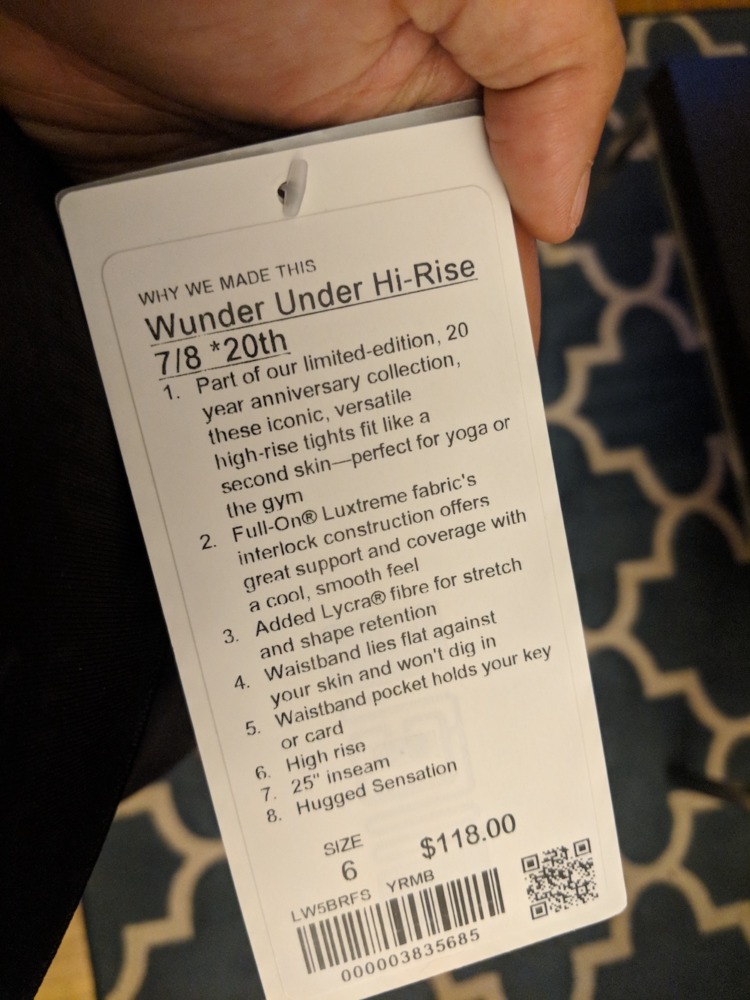 WHY WE MADE THIS
Wunder Under Hi-Rise
7/8 *20th
1. Part of our limited-edition, 20
year anniversary collection,
these iconic, versatile
high-rise tights fit like a
second skin—perfect for yoga or
the gym
2. Full-On® Luxtreme fabric's
interlock construction offers
great support and coverage with
a cool, smooth feel
3. Added Lycra® fibre for stretch
and shape retention
4. Waistband lies flat against
your skin and won't dig in
5. Waistband pocket holds your key
or card
6. High rise
7. 25" inseam
8. Hugged Sensation
SIZE
6
$118.00
LW5BRFS YRMB
000003835685